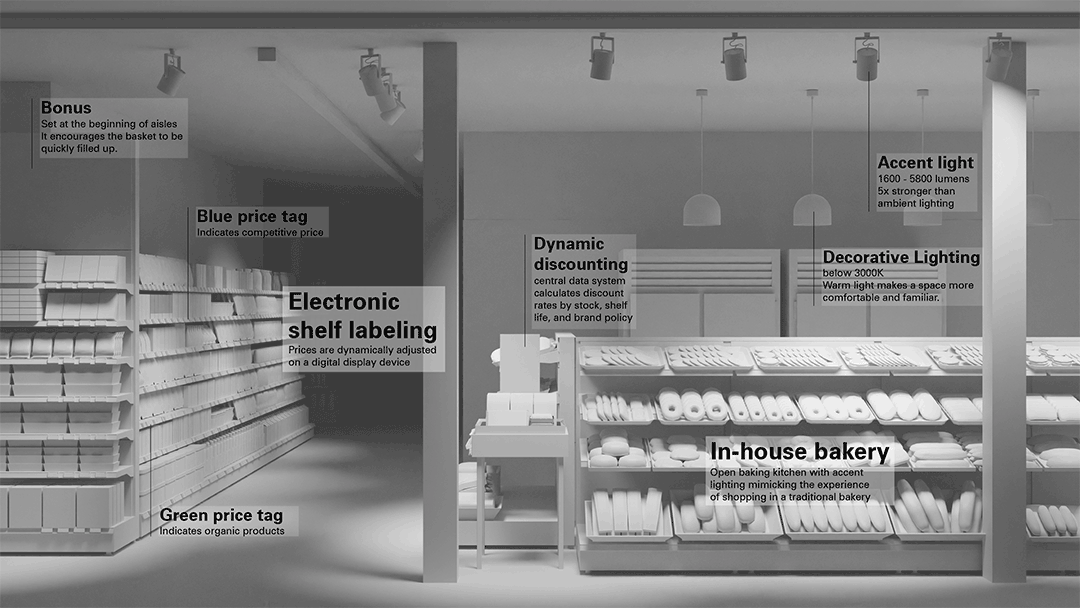 Bonus
Set at the beginning of aisles
It encourages the basket to be
quickly filled up.
Blue price tag
Indicates competitive price
Electronic
shelf labeling
Prices are dynamically adjusted
on a digital display device
Green price tag
Indicates organic products
Dynamic
discounting
central data system
calculates discount
rates by stock, shelf
life, and brand policy
Accent light
1600 - 5800 lumens
5x stronger than
ambient lighting
Decorative Lighting
below 3000K
Warm light makes a space more
comfortable and familiar.
In-house bakery
Open baking kitchen with accent
lighting mimicking the experience
of shopping in a traditional bakery